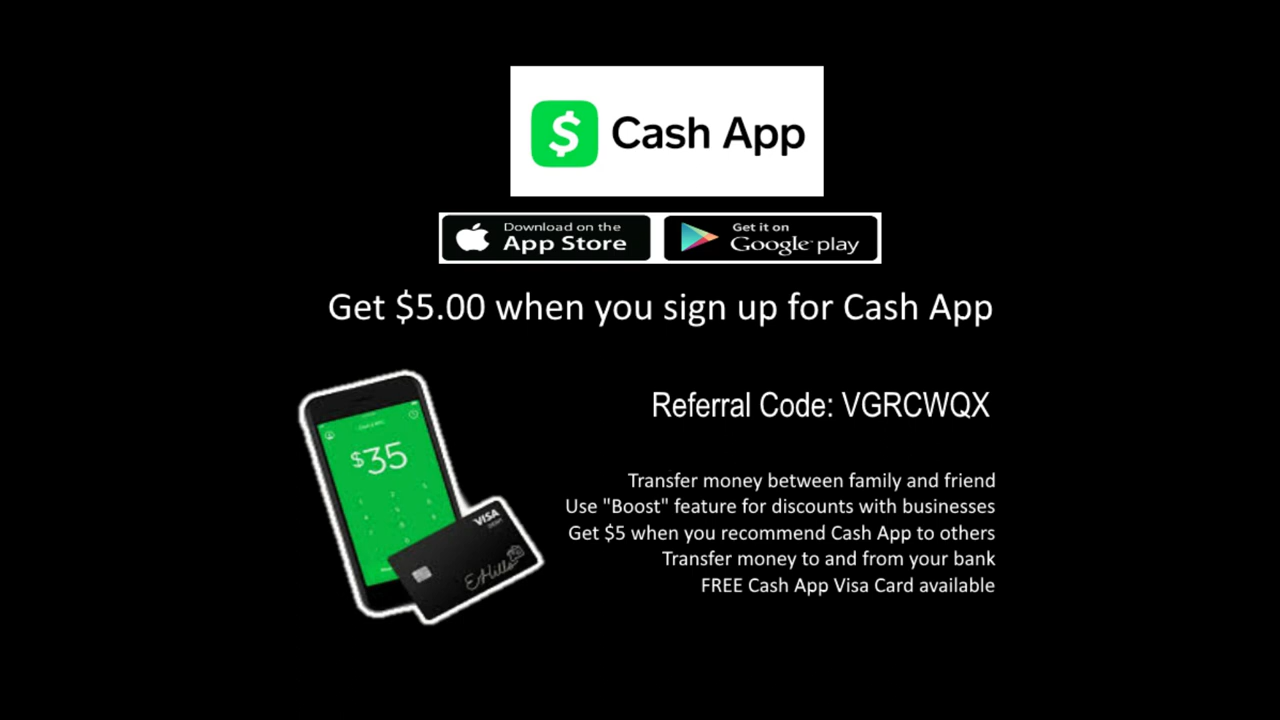 $ Cash App
Download on the
App Store
Get it on
Google play
Get $5.00 when you sign up for Cash App
Referral Code: VGRCWQX
$35
VISA
Transfer money between family and friend
Use "Boost" feature for discounts with businesses
Get $5 when you recommend Cash App to others
Transfer money to and from your bank
FREE Cash App Visa Card available